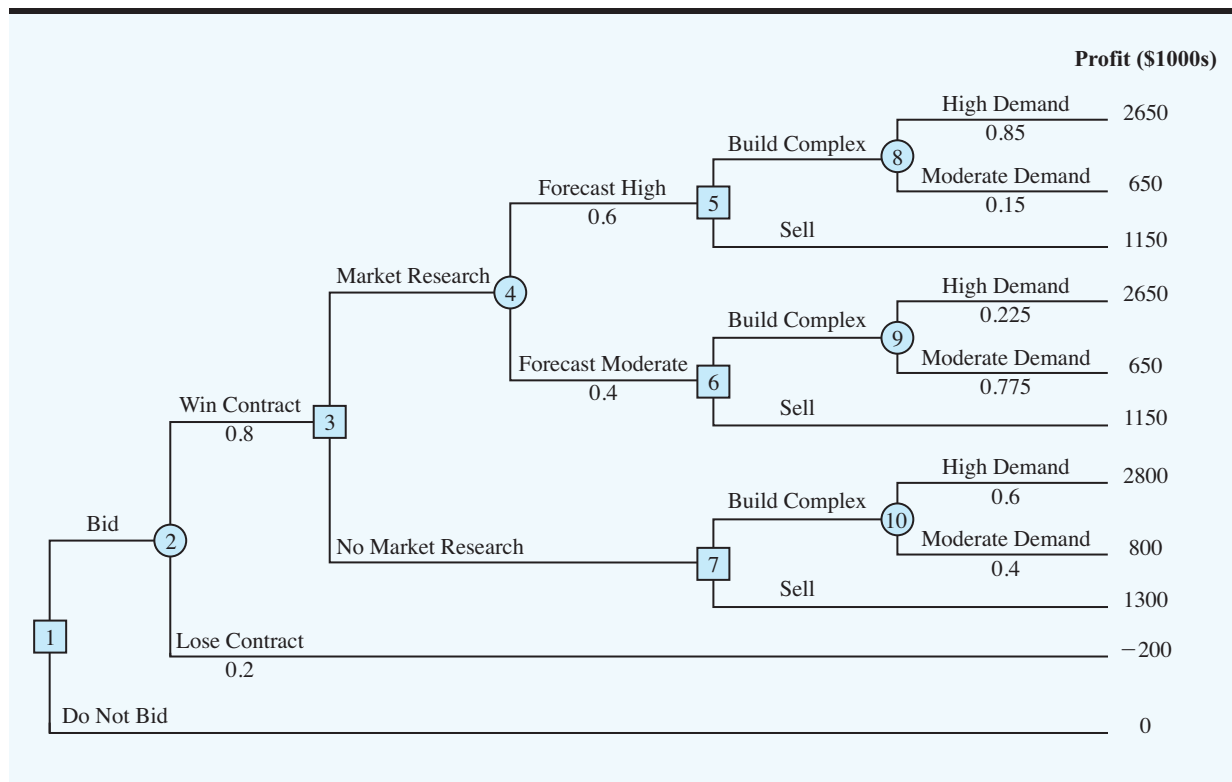 Profit ($1000s)
High Demand 2650
0.85
Build Complex
8
Moderate Demand 650
0.15
Forecast High
0.6
5
Sell 1150
Market Research
4
High Demand 2650
0.225
Build Complex
9
Moderate Demand 650
0.775
Forecast Moderate
0.4
6
Sell 1150
Win Contract
0.8
3
High Demand 2800
0.6
Build Complex
10
Moderate Demand 800
0.4
Bid
2
No Market Research
7
Sell 1300
1
Lose Contract −200
0.2
Do Not Bid 0